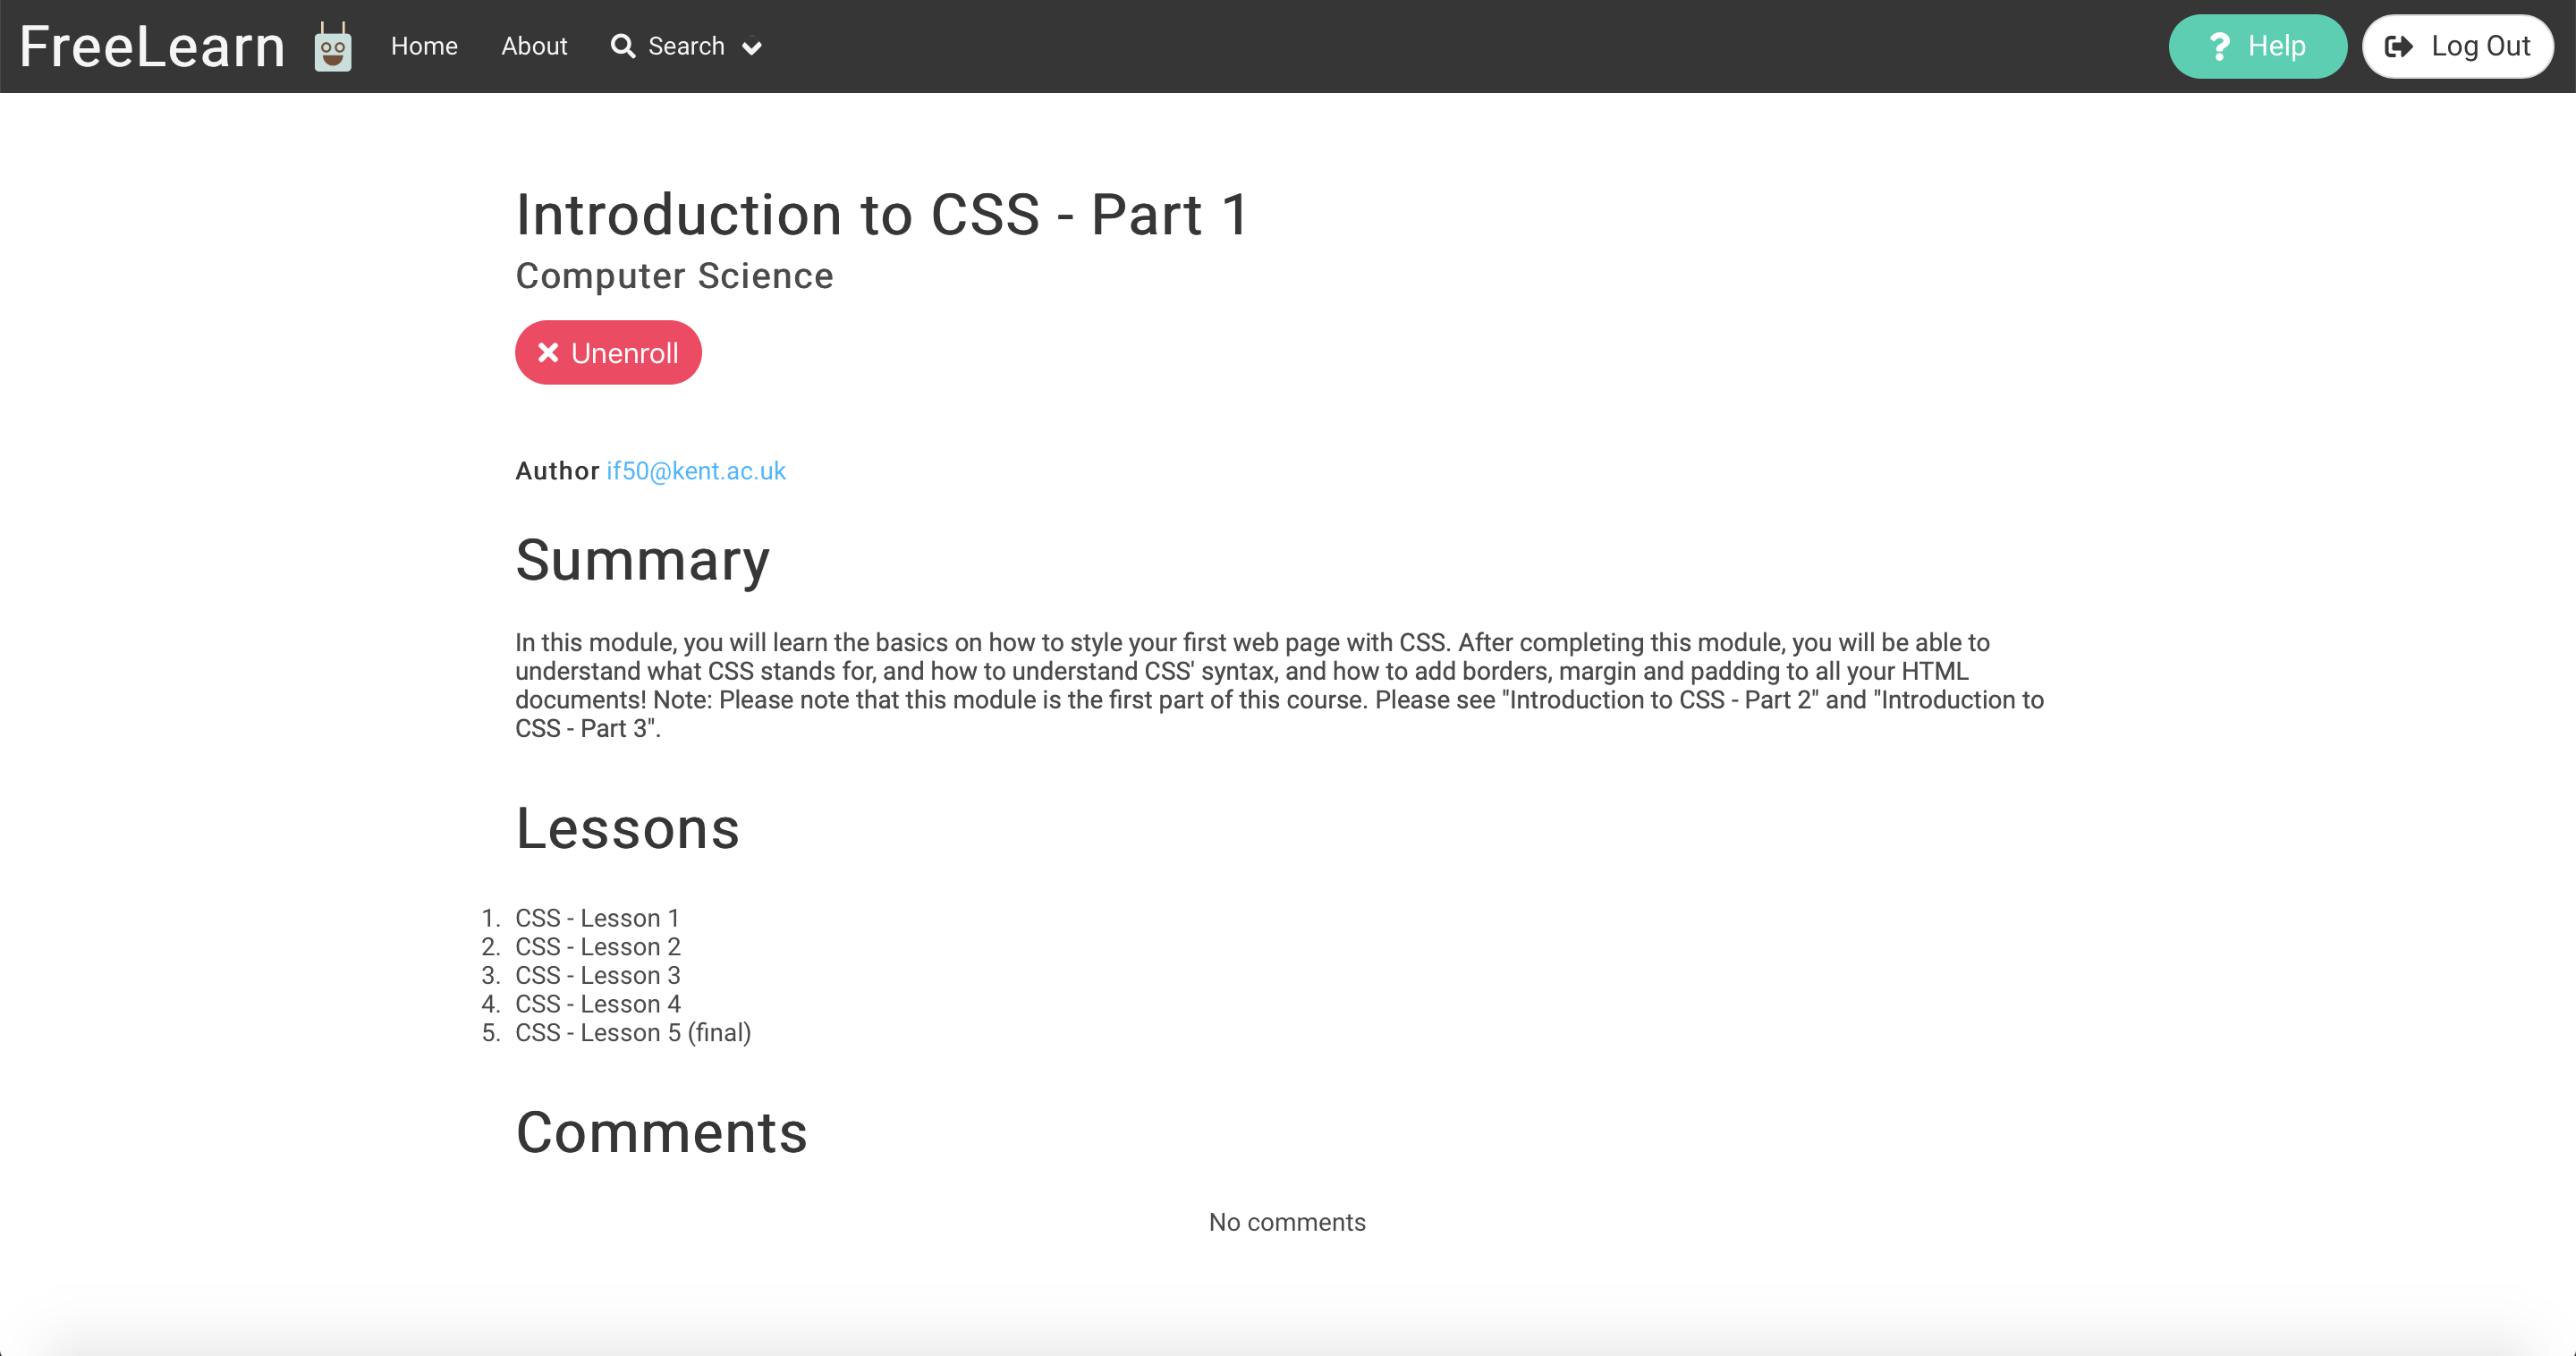 FreeLearn Home About Search Help Log Out
Introduction to CSS - Part 1
Computer Science
Unenroll
Author if50@kent.ac.uk
Summary
In this module, you will learn the basics on how to style your first web page with CSS. After completing this module, you will be able to
understand what CSS stands for, and how to understand CSS' syntax, and how to add borders, margin and padding to all your HTML
documents! Note: Please note that this module is the first part of this course. Please see "Introduction to CSS - Part 2" and "Introduction to
CSS - Part 3".
Lessons
1. CSS - Lesson 1
2. CSS - Lesson 2
3. CSS - Lesson 3
4. CSS - Lesson 4
5. CSS - Lesson 5 (final)
Comments
No comments